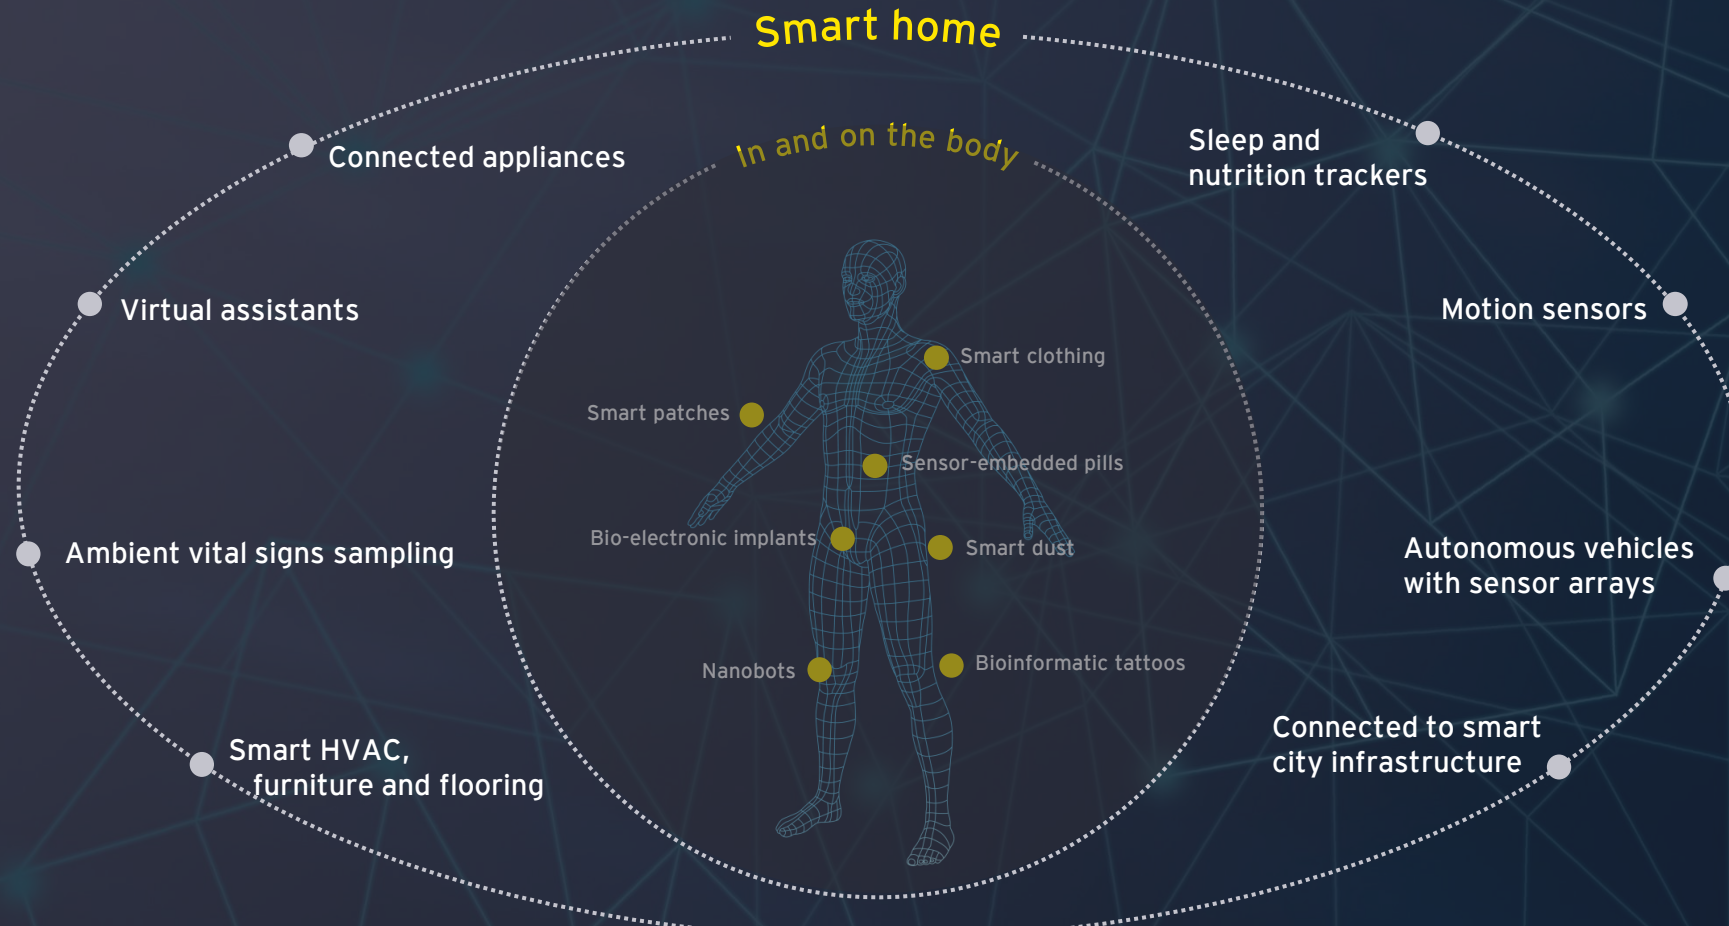 Smart home
In and on the body
Connected appliances
Sleep and
nutrition trackers
Virtual assistants
Motion sensors
Smart clothing
Smart patches
Sensor-embedded pills
Bio-electronic implants
Smart dust
Ambient vital signs sampling
Autonomous vehicles
with sensor arrays
Nanobots
Bioinformatic tattoos
Smart HVAC,
furniture and flooring
Connected to smart
city infrastructure